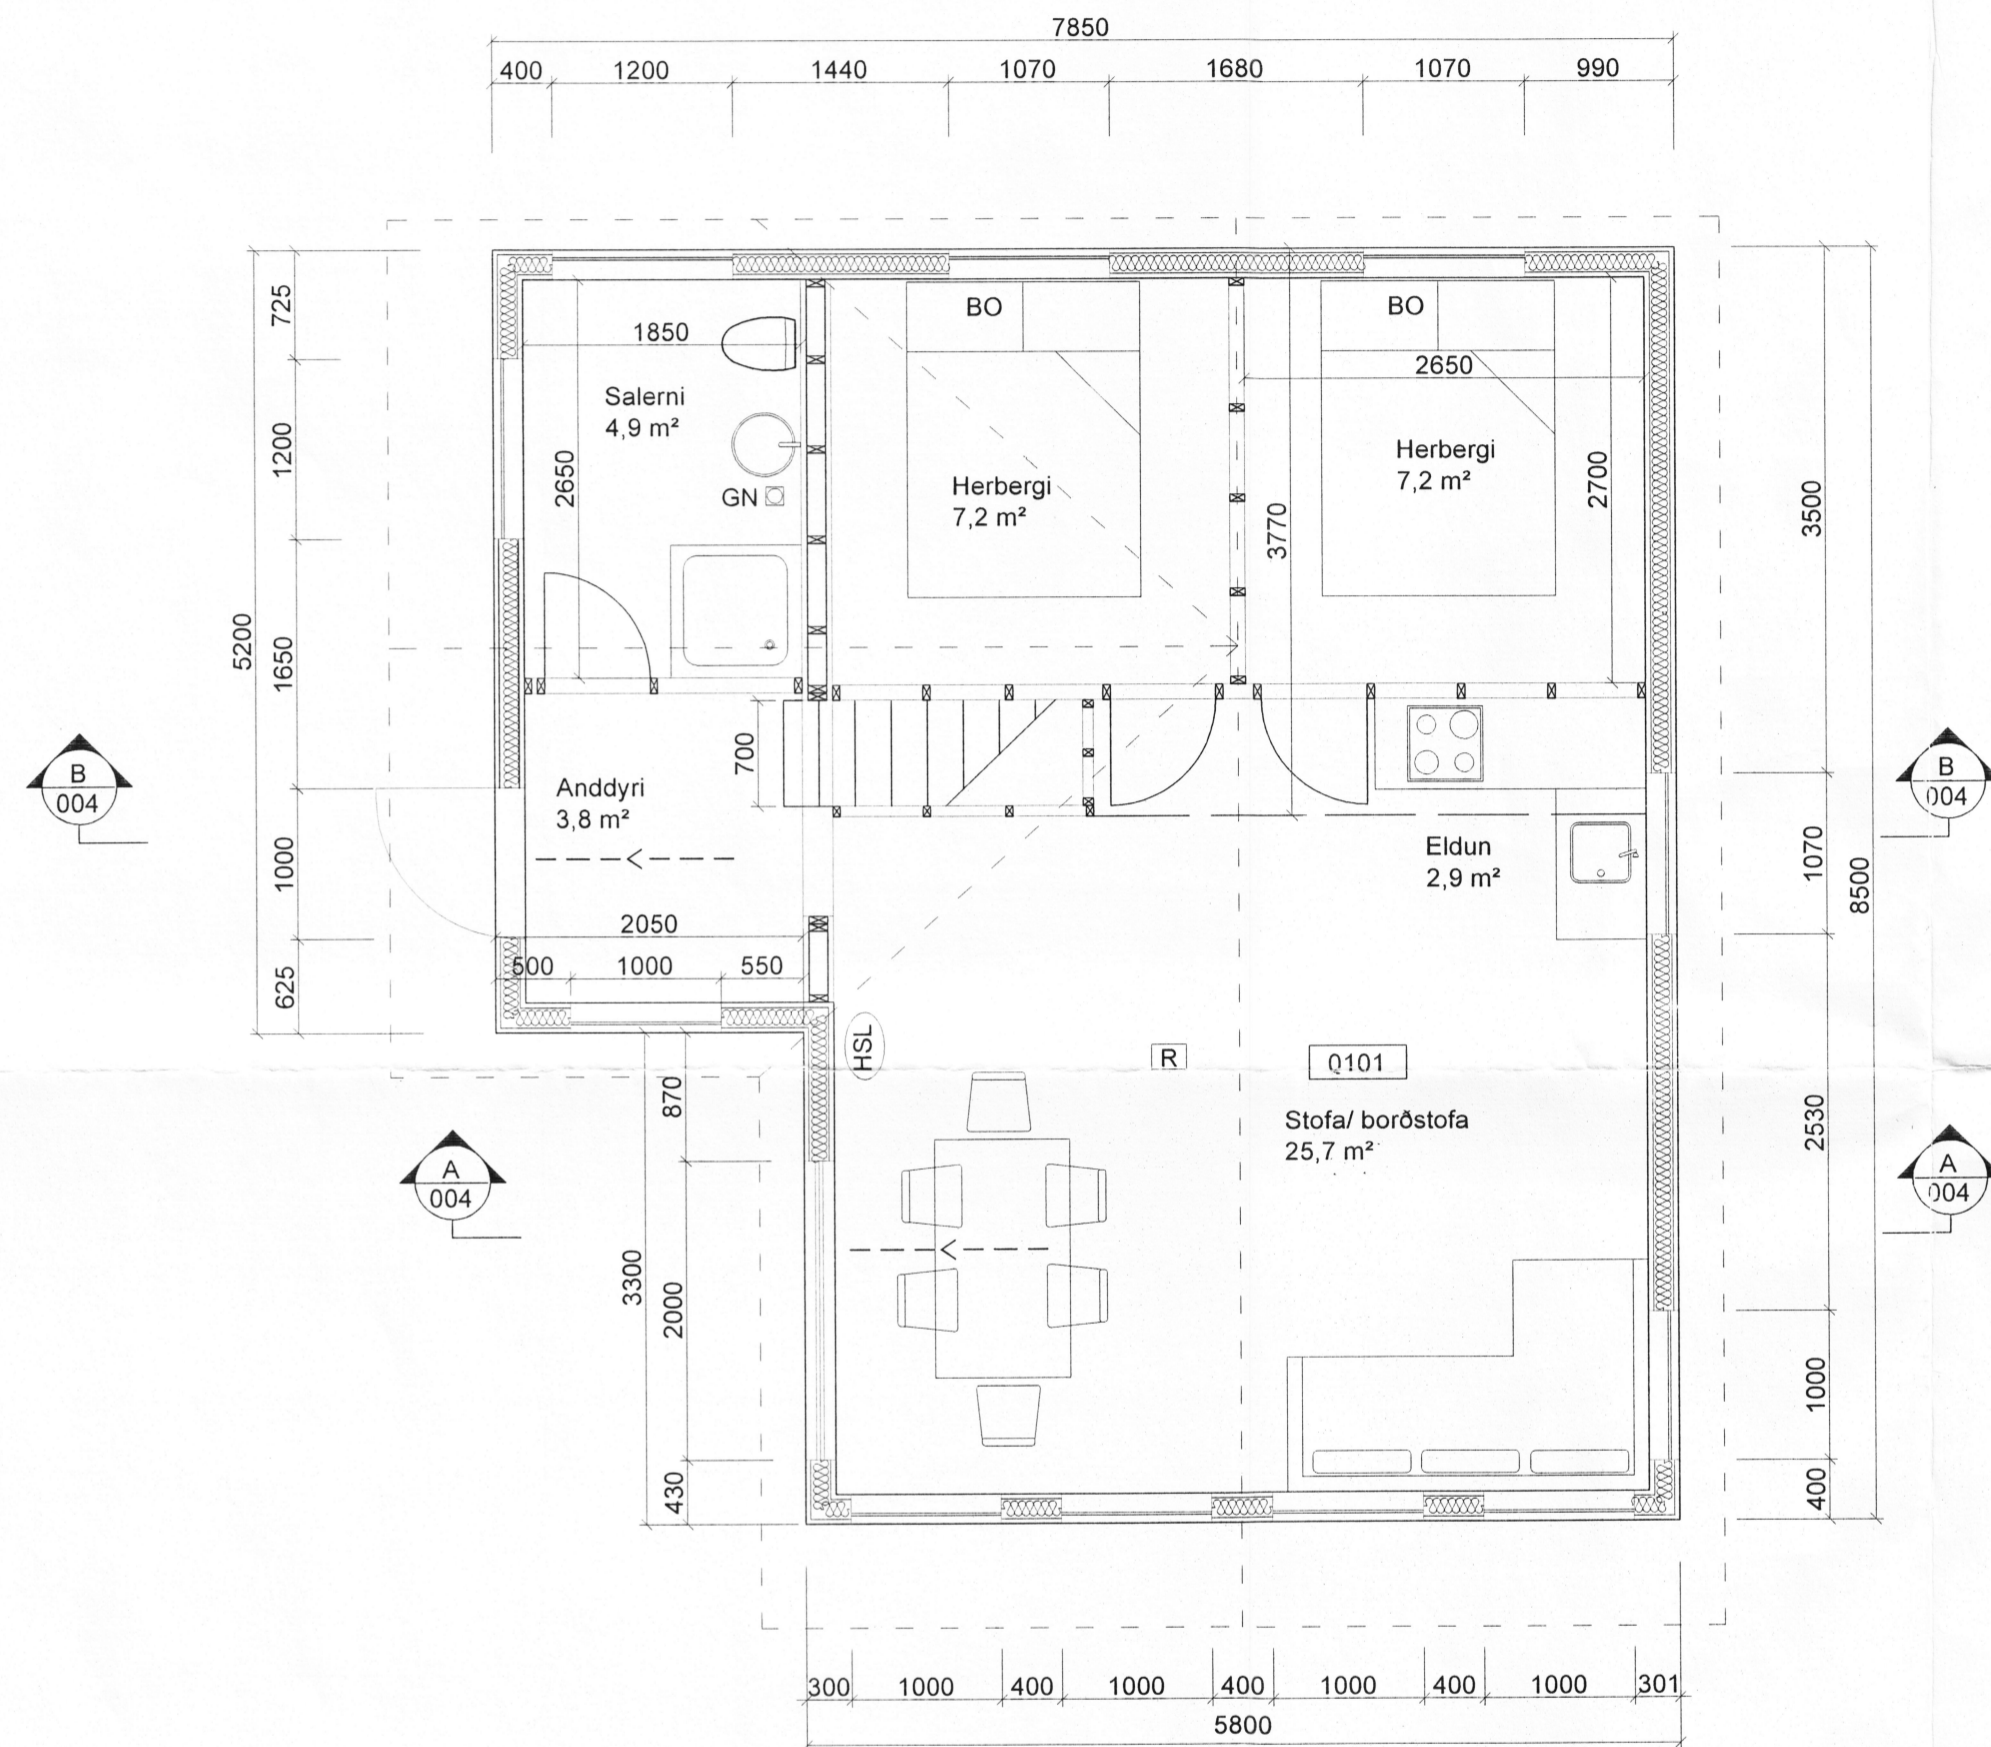 7850
400 1200 1440 1070 1680 1070 990
725
1200
5200
1650
1000
625
BO
BO
1850
2650
Salerni
4,9 m²
2650
GN
Herbergi
7,2 m²
3770
Herbergi
7,2 m²
2700
3500
700
B
004
B
004
Anddyri
3,8 m²
Eldun
2,9 m²
1070
8500
2050
500 1000 550
HSL
R
0101
Stofa/ borðstofa
25,7 m²
870
2530
A
004
A
004
3300
2000
1000
430
400
300 1000 400 1000 400 1000 400 1000 301
5800